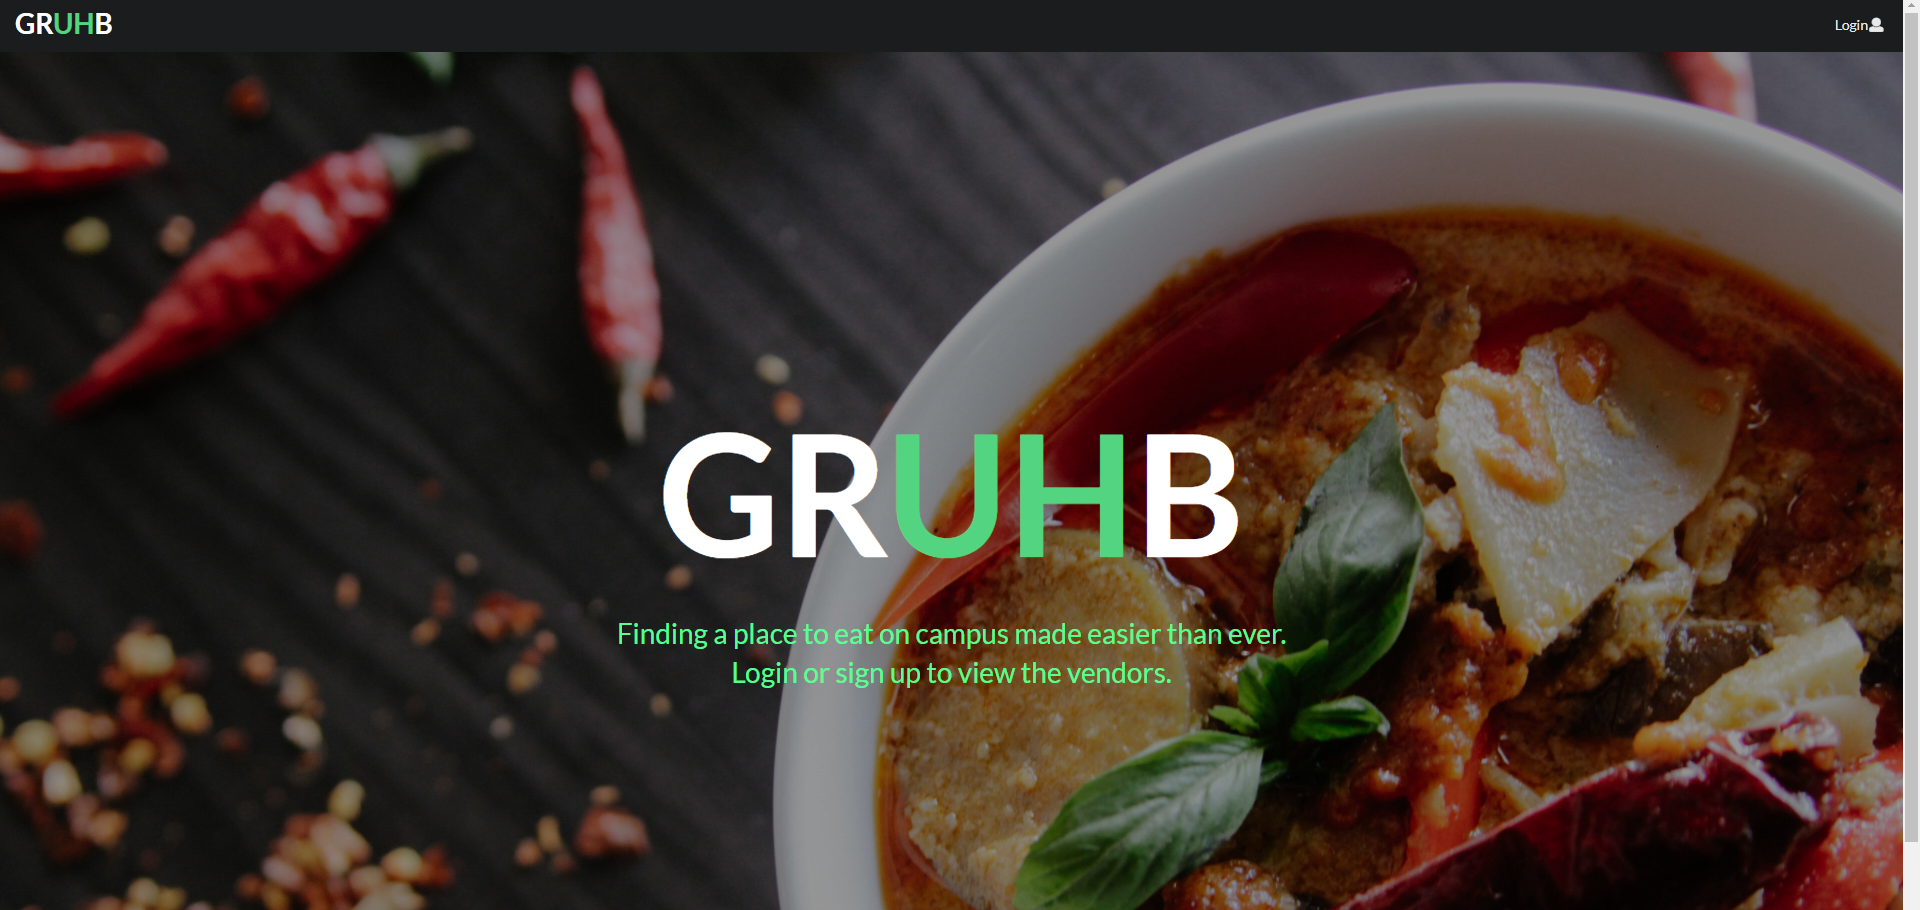 GRUHB
Login
GRUHB
Finding a place to eat on campus made easier than ever.
Login or sign up to view the vendors.